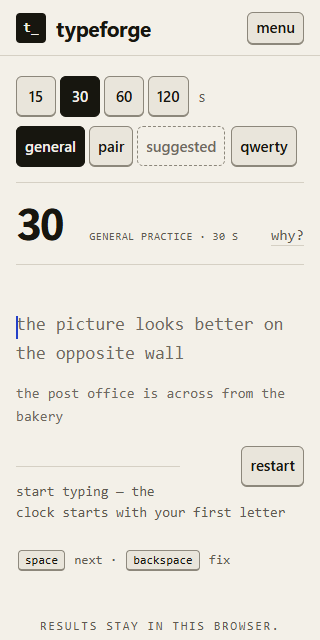 t_ typeforge menu
15 30 60 120 s
general pair suggested qwerty
30 GENERAL PRACTICE · 30 S why?
the picture looks better on
the opposite wall
the post office is across from the
bakery
restart
start typing — the
clock starts with your first letter
space next · backspace fix
RESULTS STAY IN THIS BROWSER.